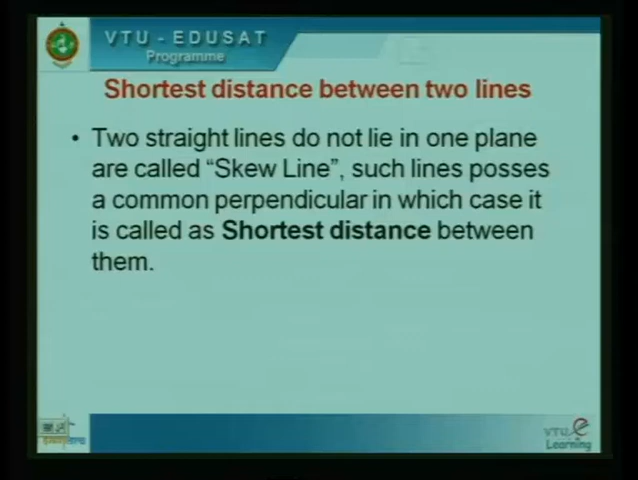 VTU - EDUSAT
Programme
Shortest distance between two lines
• Two straight lines do not lie in one plane
are called “Skew Line”, such lines posses
a common perpendicular in which case it
is called as Shortest distance between
them.
VTU e
Learning